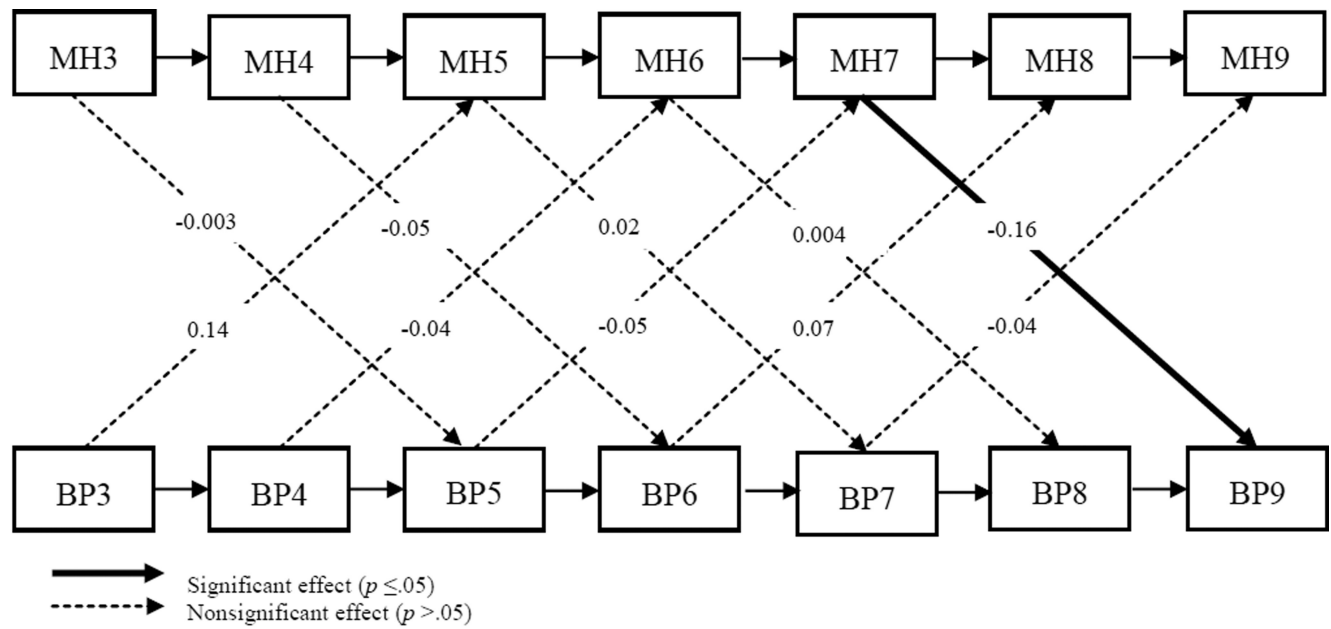 MH3 MH4 MH5 MH6 MH7 MH8 MH9
-0.003 -0.05 0.02 0.004 -0.16
0.14 -0.04 -0.05 0.07 -0.04
BP3 BP4 BP5 BP6 BP7 BP8 BP9
Significant effect (p ≤.05)
Nonsignificant effect (p >.05)